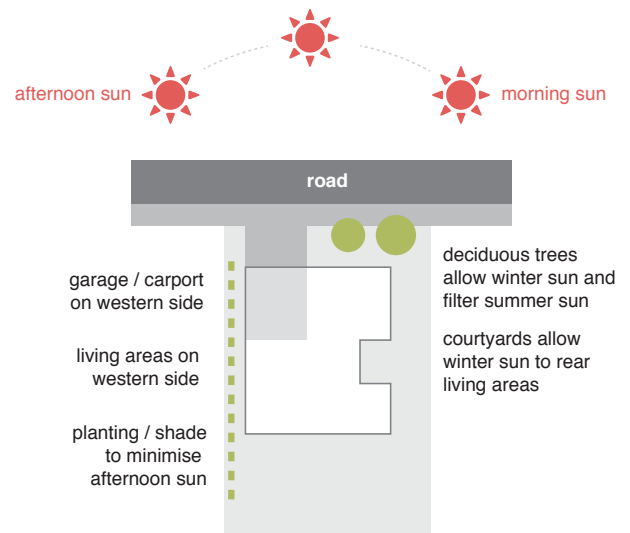 afternoon sun
morning sun
road
garage / carport
on western side
living areas on
western side
planting / shade
to minimise
afternoon sun
deciduous trees
allow winter sun and
filter summer sun
courtyards allow
winter sun to rear
living areas